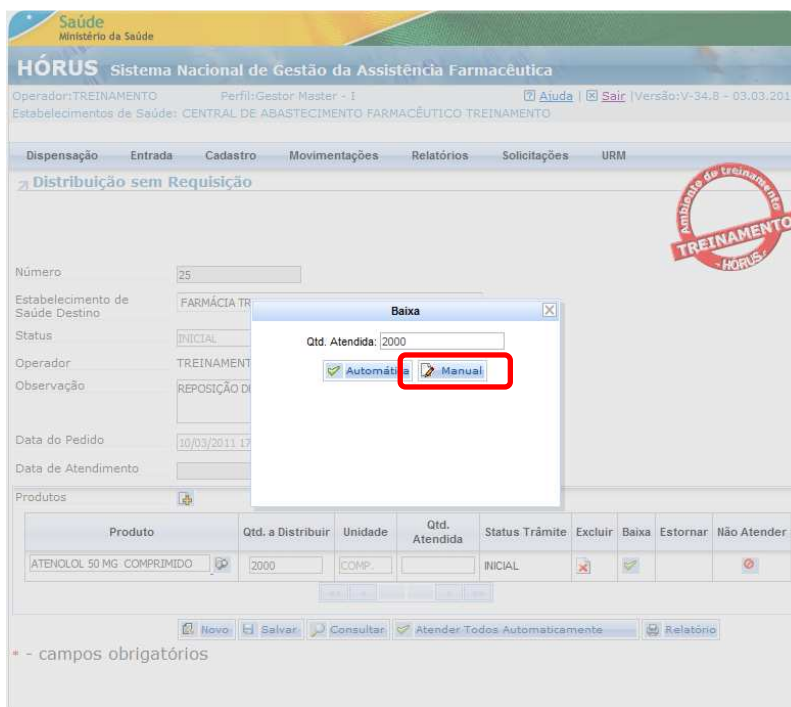 Saúde
Ministério da Saúde
HÓRUS Sistema Nacional de Gestão da Assistência Farmacêutica
Operador:TREINAMENTO Perfil:Gestor Master - I Ajuda | Sair |Versão:V-34.8 - 03.03.201
Estabelecimentos de Saúde: CENTRAL DE ABASTECIMENTO FARMACÊUTICO TREINAMENTO
Dispensação Entrada Cadastro Movimentações Relatórios Solicitações URM
Distribuição sem Requisição
Ambiente de treinamento
TREINAMENTO
HÓRUS
Número 25
Estabelecimento de Saúde Destino FARMÁCIA TR
Status INICIAL
Operador TREINAMENT
Observação REPOSIÇÃO DE
Data do Pedido 10/03/2011 17
Data de Atendimento
Baixa
Qtd. Atendida: 2000
Automática Manual
Produtos
Produto Qtd. a Distribuir Unidade Qtd. Atendida Status Trâmite Excluir Baixa Estornar Não Atender
ATENOLOL 50 MG COMPRIMIDO 2000 COMP. INICIAL
Novo Salvar Consultar Atender Todos Automaticamente Relatório
* - campos obrigatórios